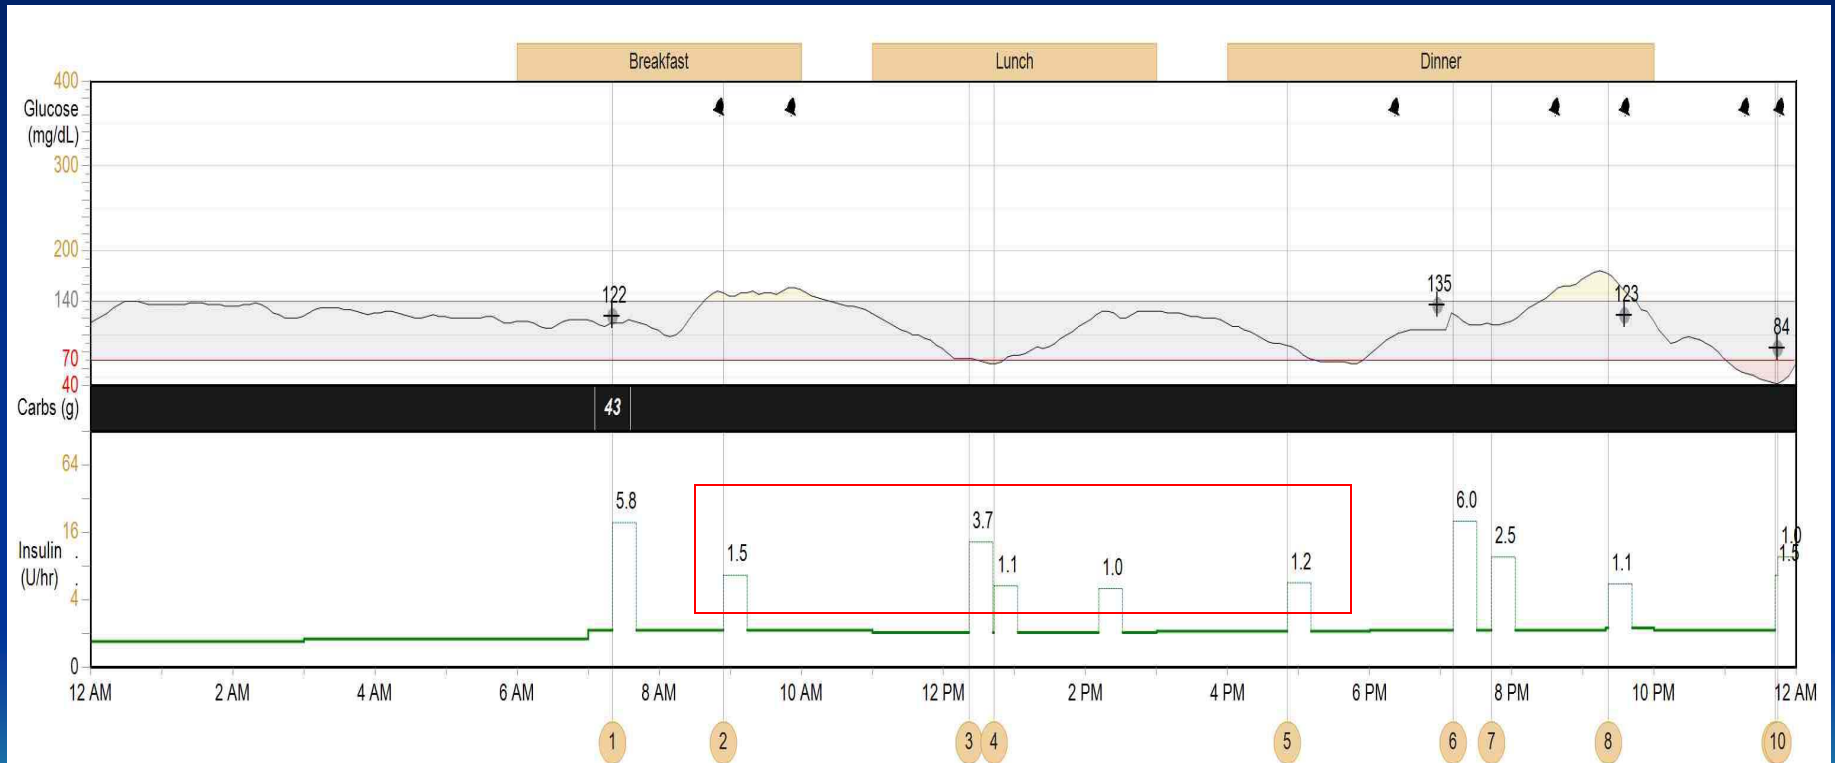 Breakfast Lunch Dinner
400
Glucose
(mg/dL)
300
200
140
70
40
122 135 123 84
Carbs (g) 43
64
16
Insulin
(U/hr)
4
0
5.8 1.5 3.7 1.1 1.0 1.2 6.0 2.5 1.1 1.0
1.5
12 AM 2 AM 4 AM 6 AM 8 AM 10 AM 12 PM 2 PM 4 PM 6 PM 8 PM 10 PM 12 AM
1 2 3 4 5 6 7 8 10